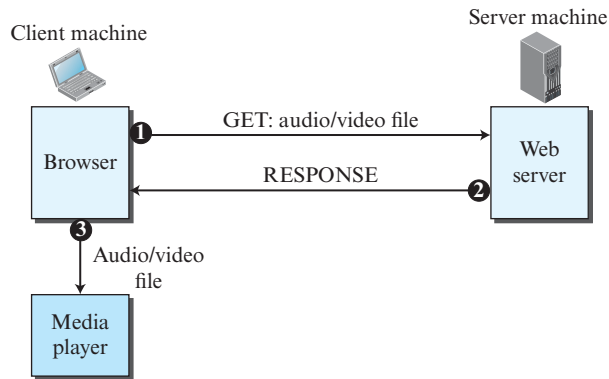 Client machine
Server machine
1
GET: audio/video file
Browser
Web
server
RESPONSE
2
3
Audio/video
file
Media
player